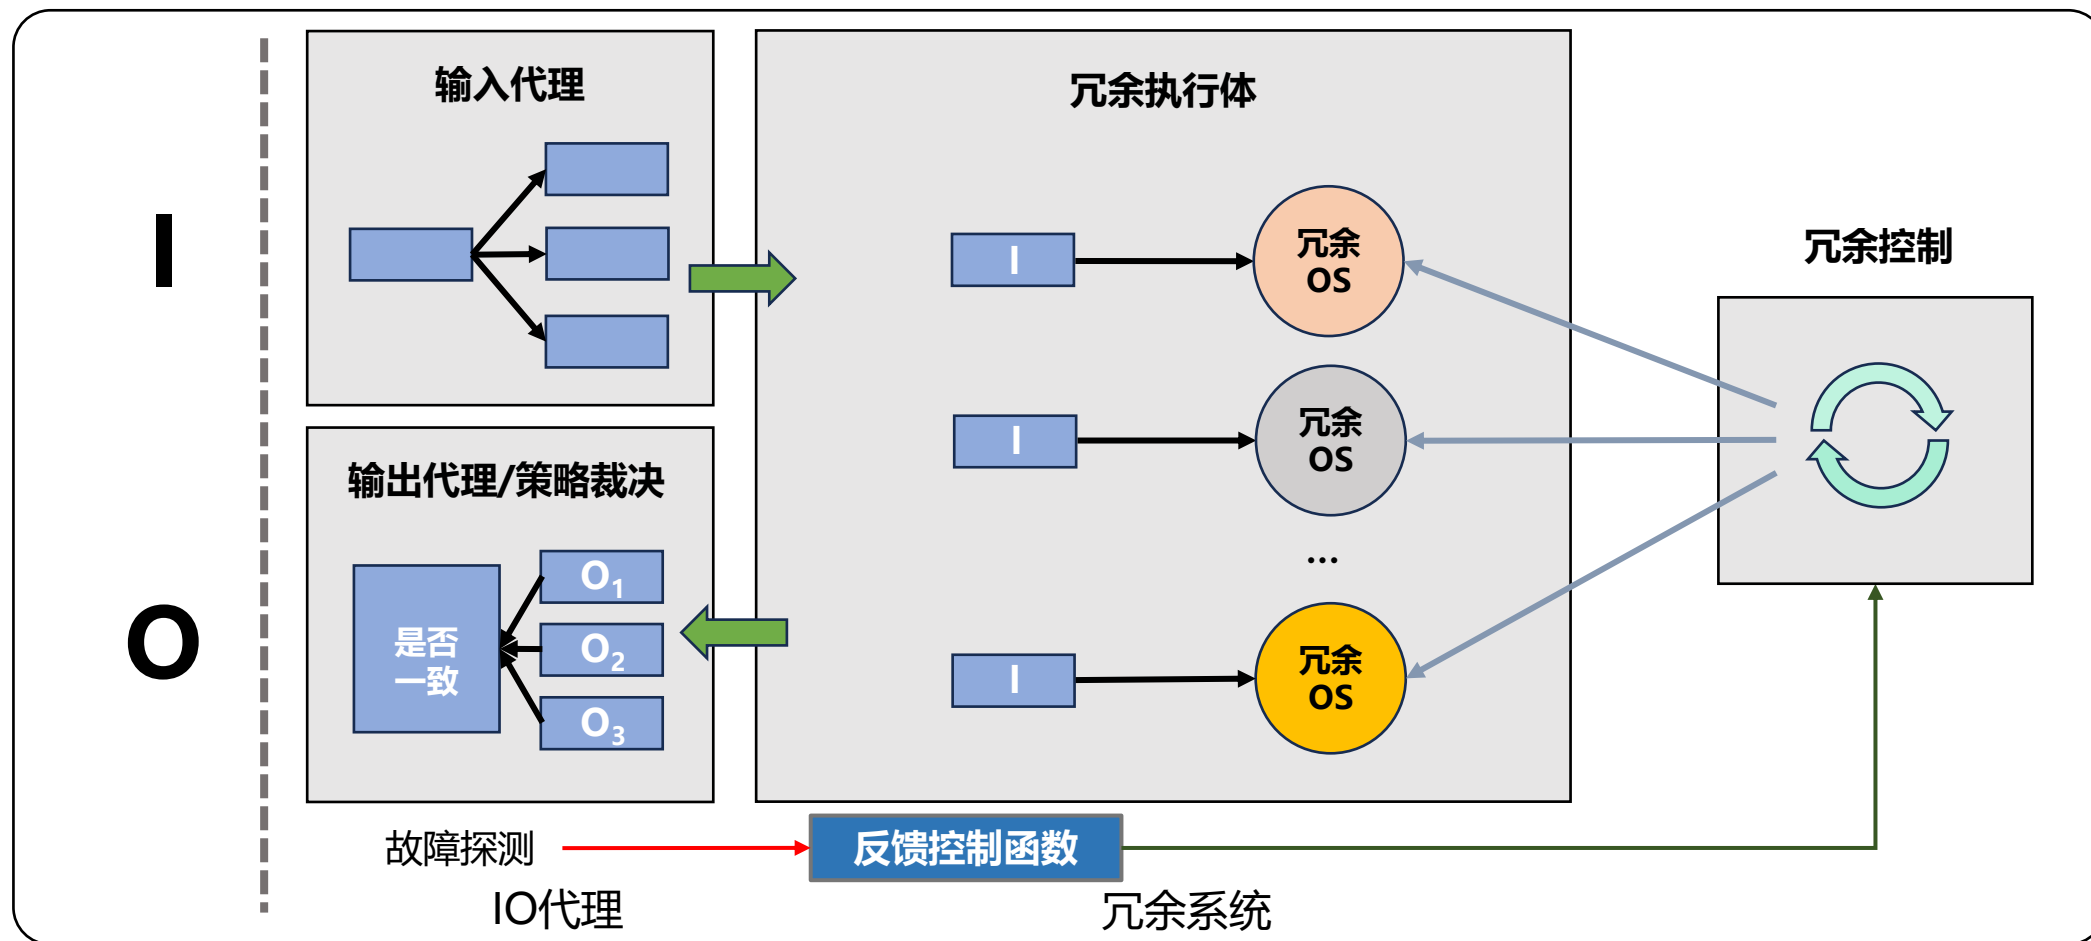 I
O
输入代理
输出代理/策略裁决
是否
一致
O1
O2
O3
冗余执行体
I
冗余
OS
I
冗余
OS
...
I
冗余
OS
冗余控制
故障探测
反馈控制函数
IO代理
冗余系统